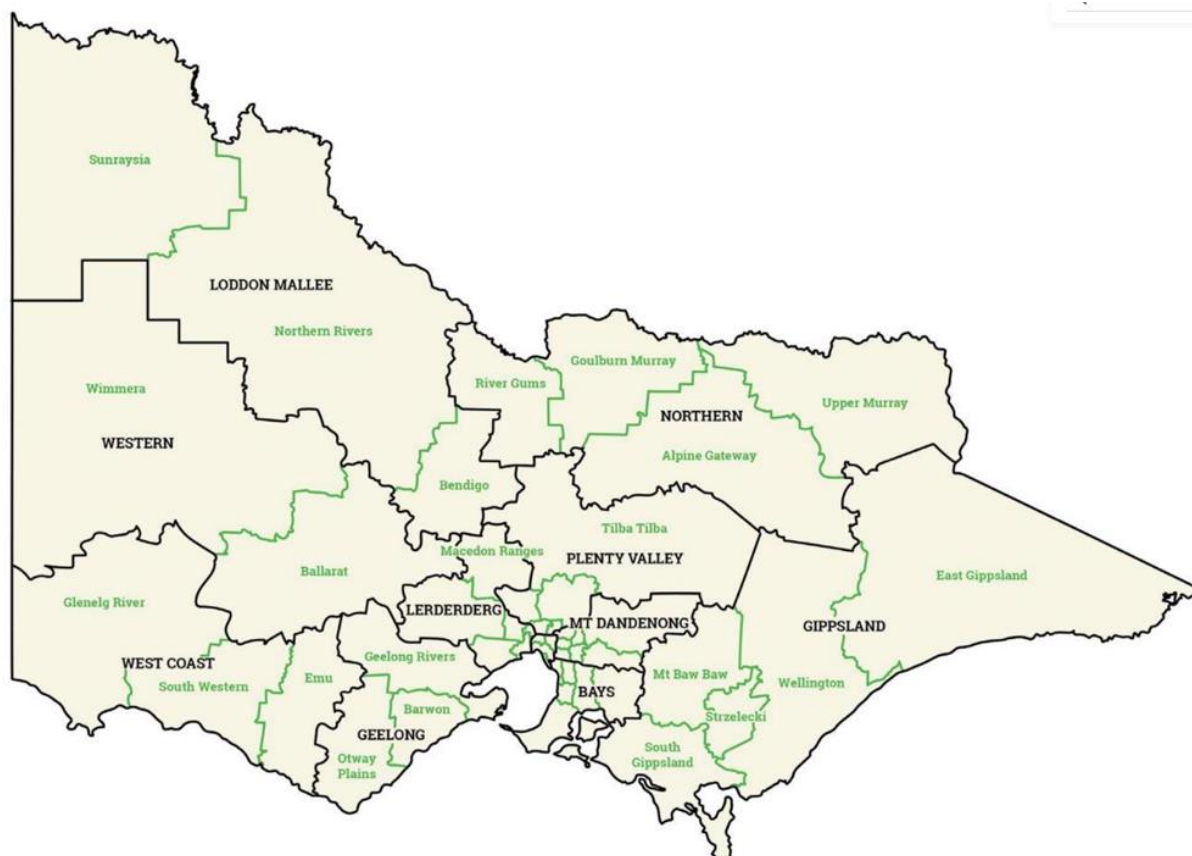 Sunraysia
LODDON MALLEE
Northern Rivers
Goulburn Murray
River Gums
Wimmera
Upper Murray
NORTHERN
WESTERN
Alpine Gateway
Bendigo
Tilba Tilba
Macedon Ranges
PLENTY VALLEY
Ballarat
East Gippsland
Glenelg River
LERDERDERG
MT DANDENONG
GIPPSLAND
Geelong Rivers
WEST COAST
Emu
Mt Baw Baw
Wellington
South Western
BAYS
Barwon
Strzelecki
GEELONG
South
Gippsland
Otway
Plains